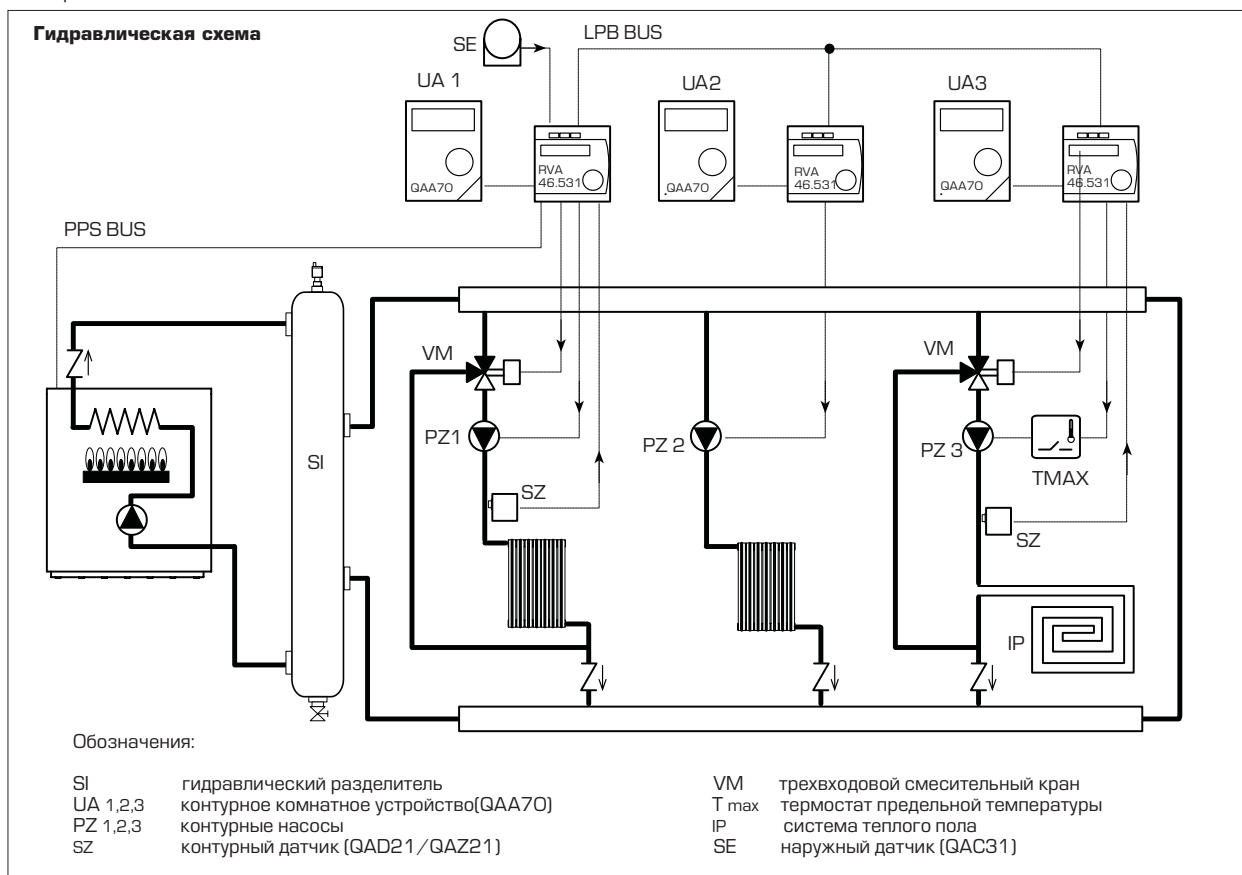 Гидравлическая схема
LPB BUS
SE
UA 1
UA2
UA3
RVA
46.531
QAA70
RVA
46.531
QAA70
RVA
46.531
QAA70
PPS BUS
VM
VM
SI
PZ1
PZ 2
PZ 3
TMAX
SZ
SZ
IP
Обозначения:
SI гидравлический разделитель
UA 1,2,3 контурное комнатное устройство(QAA70)
PZ 1,2,3 контурные насосы
SZ контурный датчик (QAD21/QAZ21)
VM трехвходовой смесительный кран
T max термостат предельной температуры
IP система теплого пола
SE наружный датчик (QAC31)